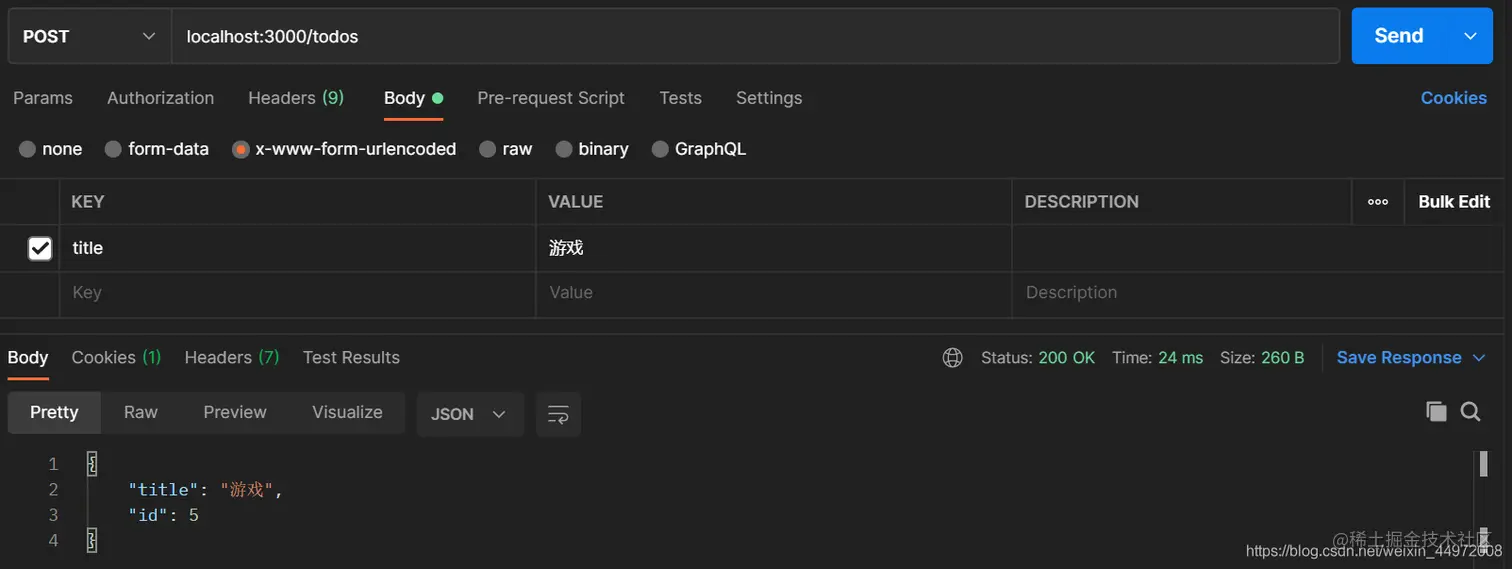 POST localhost:3000/todos Send
Params Authorization Headers (9) Body Pre-request Script Tests Settings Cookies
none form-data x-www-form-urlencoded raw binary GraphQL
KEY VALUE DESCRIPTION Bulk Edit
title 游戏
Key Value Description
Body Cookies (1) Headers (7) Test Results Status: 200 OK Time: 24 ms Size: 260 B Save Response
Pretty Raw Preview Visualize JSON
1 {
2 "title": "游戏",
3 "id": 5
4 }
@稀土掘金技术社区
https://blog.csdn.net/weixin_44972008